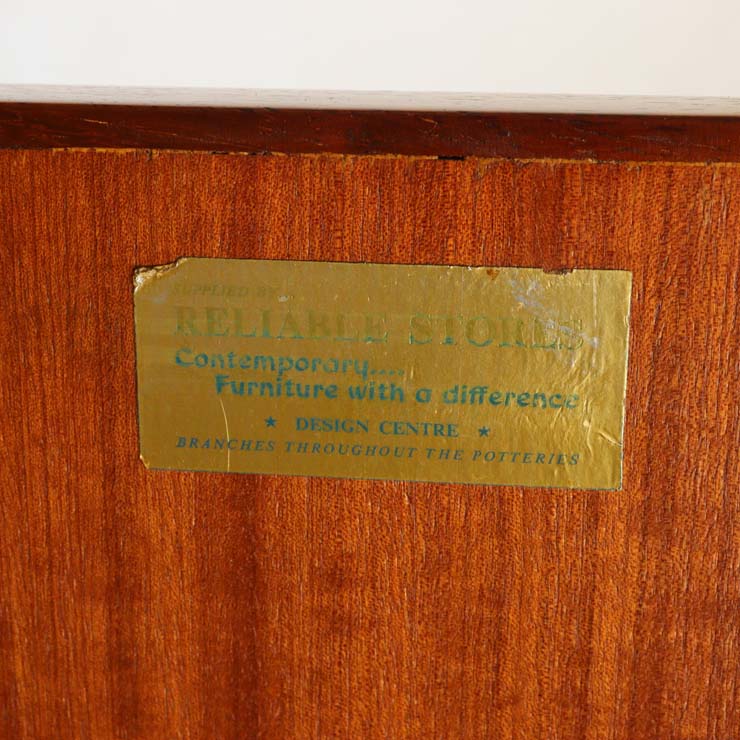 SUPPLIED BY
RELIABLE STORES
Contemporary....
Furniture with a difference
★ DESIGN CENTRE ★
BRANCHES THROUGHOUT THE POTTERIES